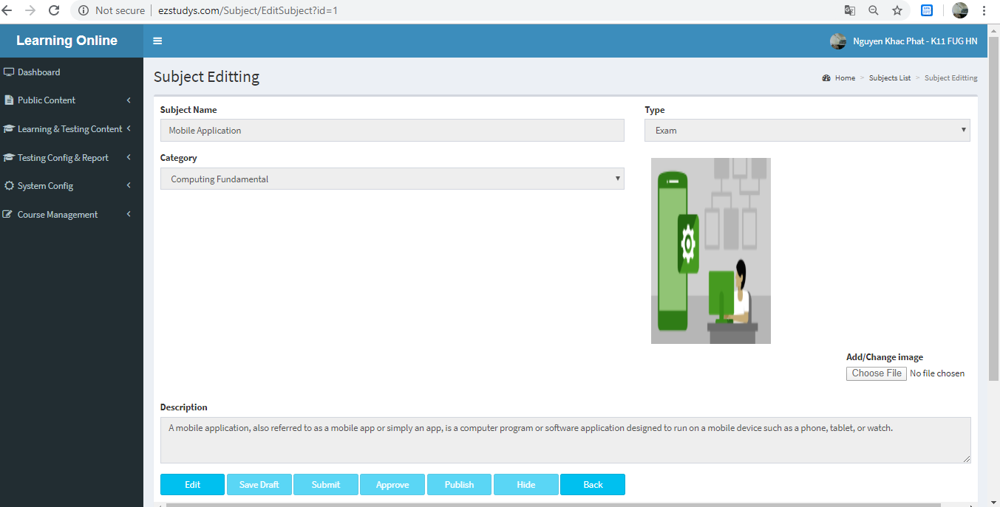 Not secure | ezstudys.com/Subject/EditSubject?id=1
Learning Online
Nguyen Khac Phat - K11 FUG HN
Dashboard
Public Content
Learning & Testing Content
Testing Config & Report
System Config
Course Management
Subject Editting
Home > Subjects List > Subject Editting
Subject Name
Type
Mobile Application
Exam
Category
Computing Fundamental
Add/Change image
Choose File No file chosen
Description
A mobile application, also referred to as a mobile app or simply an app, is a computer program or software application designed to run on a mobile device such as a phone, tablet, or watch.
Edit Save Draft Submit Approve Publish Hide Back